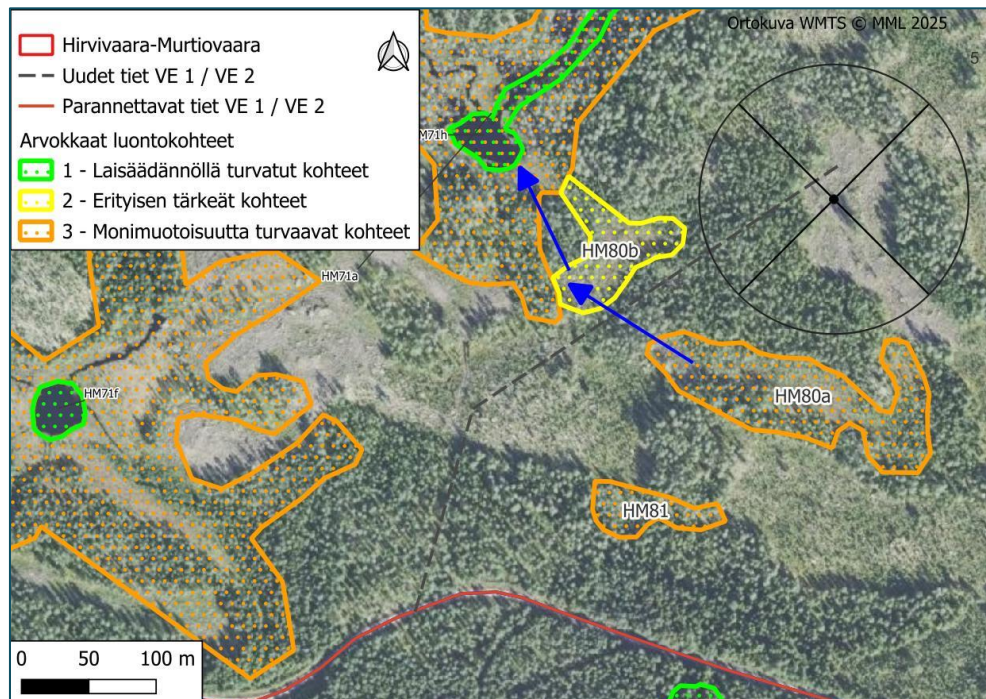 Ortokuva WMTS © MML 2025
Hirvivaara-Murtiovaara
Uudet tiet VE 1 / VE 2
Parannettavat tiet VE 1 / VE 2
Arvokkaat luontokohteet
1 - Laisäädännöllä turvatut kohteet
2 - Erityisen tärkeät kohteet
3 - Monimuotoisuutta turvaavat kohteet
5
M71h
HM80b
HM71a
HM71f
HM80a
HM81
0 50 100 m